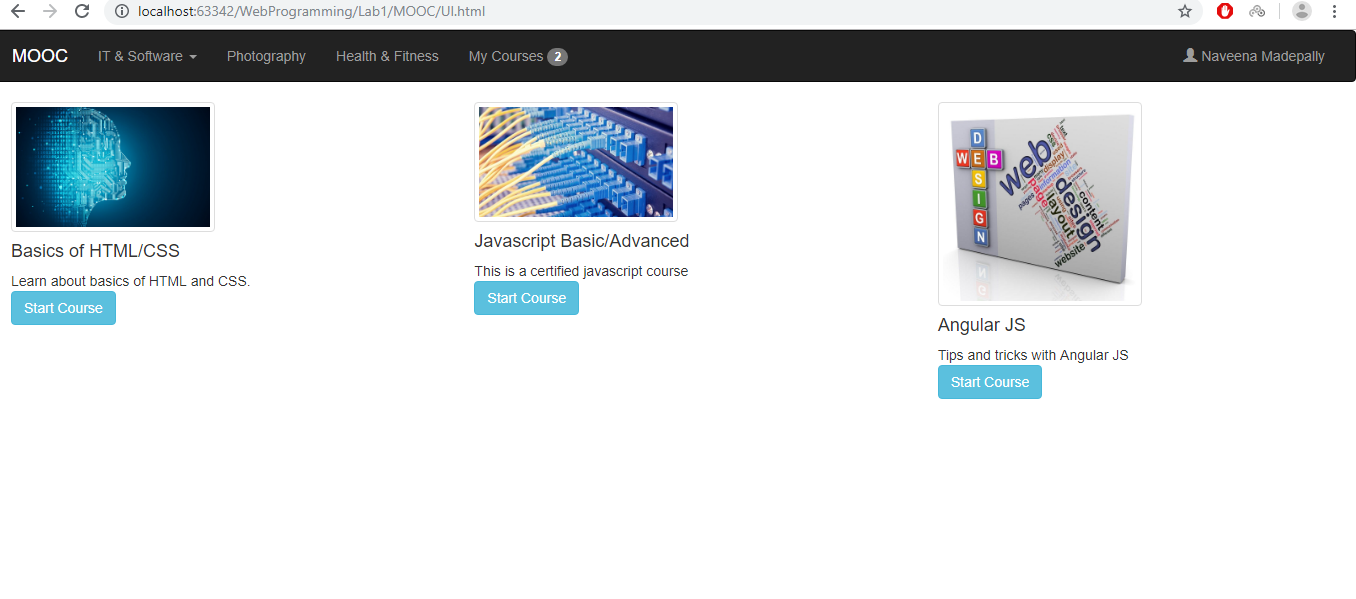 localhost:63342/WebProgramming/Lab1/MOOC/UI.html
MOOC IT & Software Photography Health & Fitness My Courses 2 Naveena Madepally
Basics of HTML/CSS
Learn about basics of HTML and CSS.
Start Course
Javascript Basic/Advanced
This is a certified javascript course
Start Course
WEB
DESIGN
web
design
layout
content
website
information
display
pages
page
Angular JS
Tips and tricks with Angular JS
Start Course